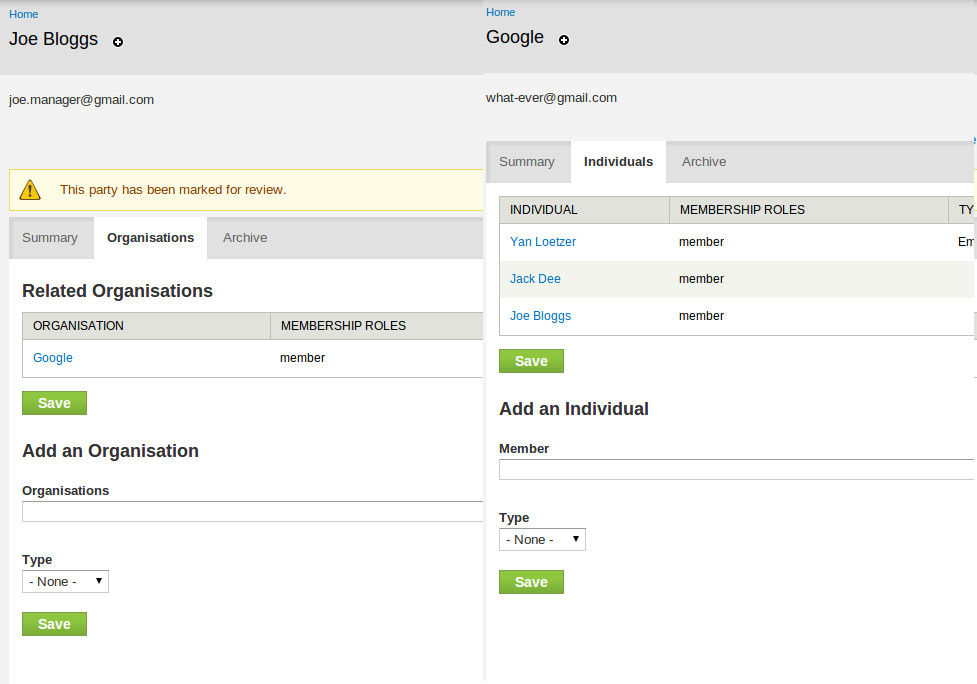 Home
Joe Bloggs
joe.manager@gmail.com
This party has been marked for review.
Summary Organisations Archive
Related Organisations
ORGANISATION MEMBERSHIP ROLES
Google member
Save
Add an Organisation
Organisations
Type
- None -
Save
Home
Google
what-ever@gmail.com
Summary Individuals Archive
INDIVIDUAL MEMBERSHIP ROLES TY
Yan Loetzer member Em
Jack Dee member
Joe Bloggs member
Save
Add an Individual
Member
Type
- None -
Save